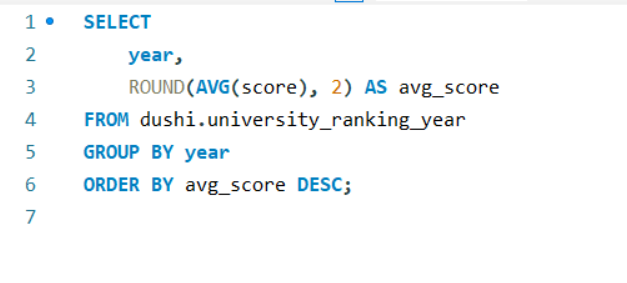 1 SELECT
2 year,
3 ROUND(AVG(score), 2) AS avg_score
4 FROM dushi.university_ranking_year
5 GROUP BY year
6 ORDER BY avg_score DESC;
7